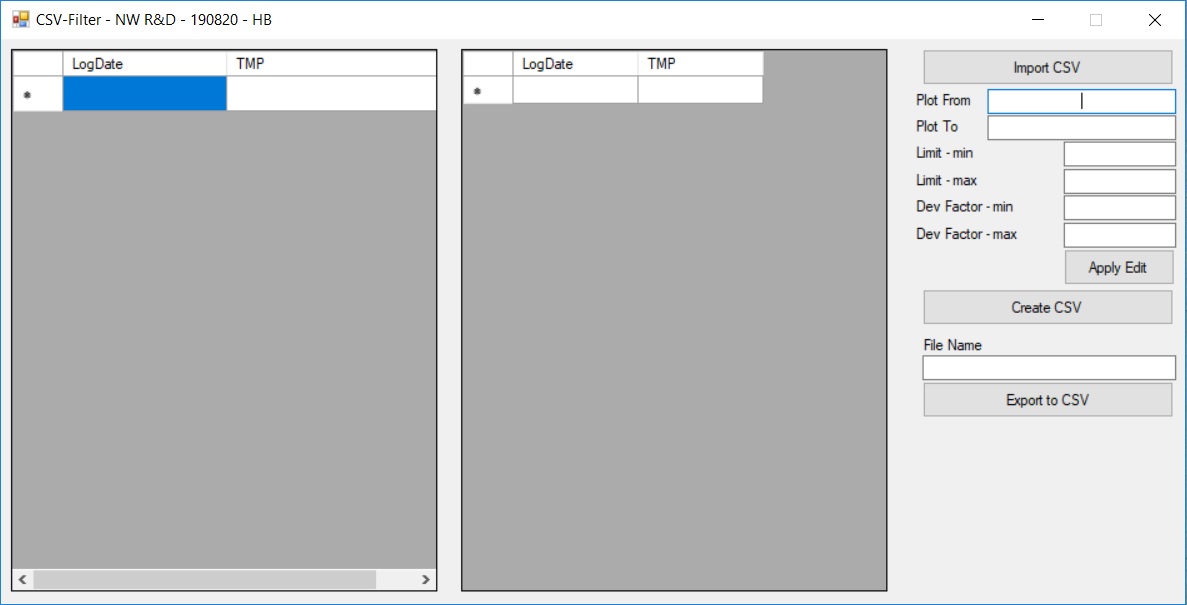 CSV-Filter - NW R&D - 190820 - HB
LogDate TMP
LogDate TMP
Import CSV
Plot From
Plot To
Limit - min
Limit - max
Dev Factor - min
Dev Factor - max
Apply Edit
Create CSV
File Name
Export to CSV